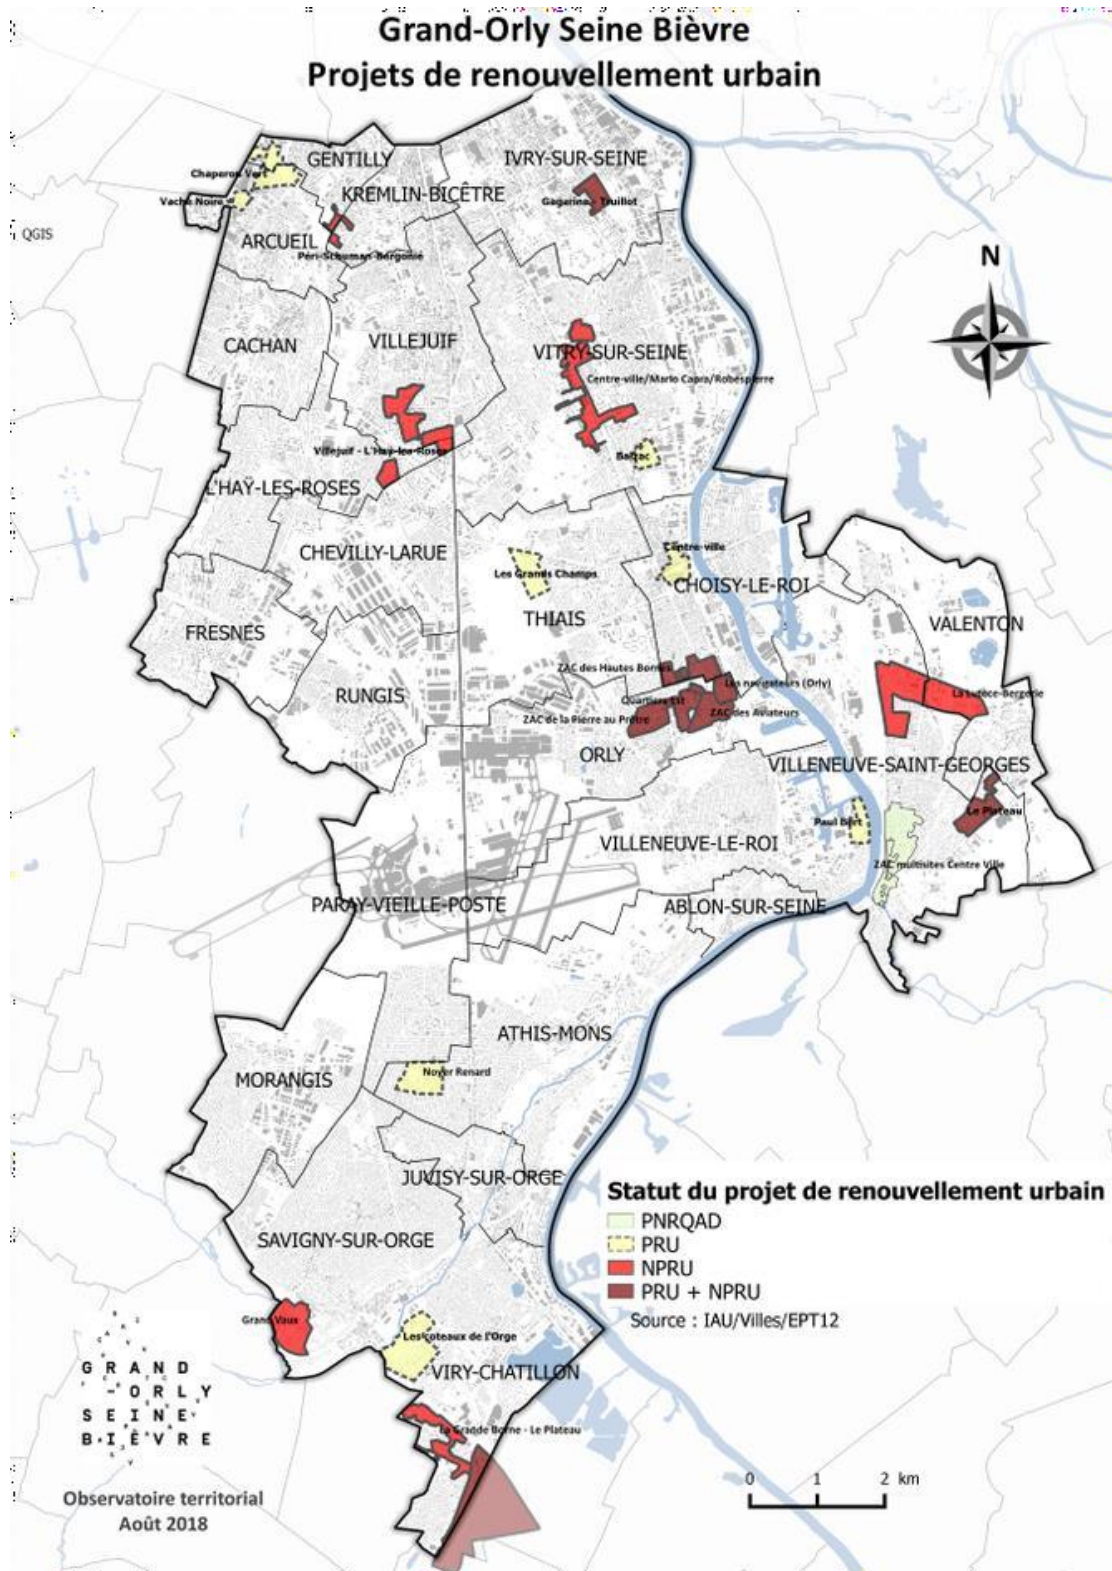 Grand-Orly Seine Bièvre
Projets de renouvellement urbain
GENTILLY
IVRY-SUR-SEINE
Chaperon Vert
KREMLIN-BICÊTRE
Vache Noire
Gagarine - Truillot
QGIS
ARCUEIL
Péri-Schuman-Bergonié
N
CACHAN
VILLEJUIF
VITRY-SUR-SEINE
Centre-ville/Mario Capra/Robespierre
Villejuif - L'Haÿ-les-Roses
Balzac
L'HAŸ-LES-ROSES
CHEVILLY-LARUE
Centre-ville
Les Grands Champs
CHOISY-LE-ROI
THIAIS
FRESNES
VALENTON
ZAC des Hautes Bornes
RUNGIS
Les navigateurs (Orly)
La Lutèce-Bergerie
Quartiers Est
ZAC de la Pierre au Prêtre
ZAC des Aviateurs
ORLY
VILLENEUVE-SAINT-GEORGES
Le Plateau
Paul Bert
VILLENEUVE-LE-ROI
ZAC multisites Centre Ville
PARAY-VIEILLE-POSTE
ABLON-SUR-SEINE
ATHIS-MONS
Noyer Renard
MORANGIS
JUVISY-SUR-ORGE
SAVIGNY-SUR-ORGE
Grand Vaux
Les coteaux de l'Orge
VIRY-CHATILLON
La Grande Borne - Le Plateau
Statut du projet de renouvellement urbain
PNRQAD
PRU
NPRU
PRU + NPRU
Source : IAU/Villes/EPT12
GRAND
-ORLY
SEINE
BIÈVRE
Observatoire territorial
Août 2018
0 1 2 km